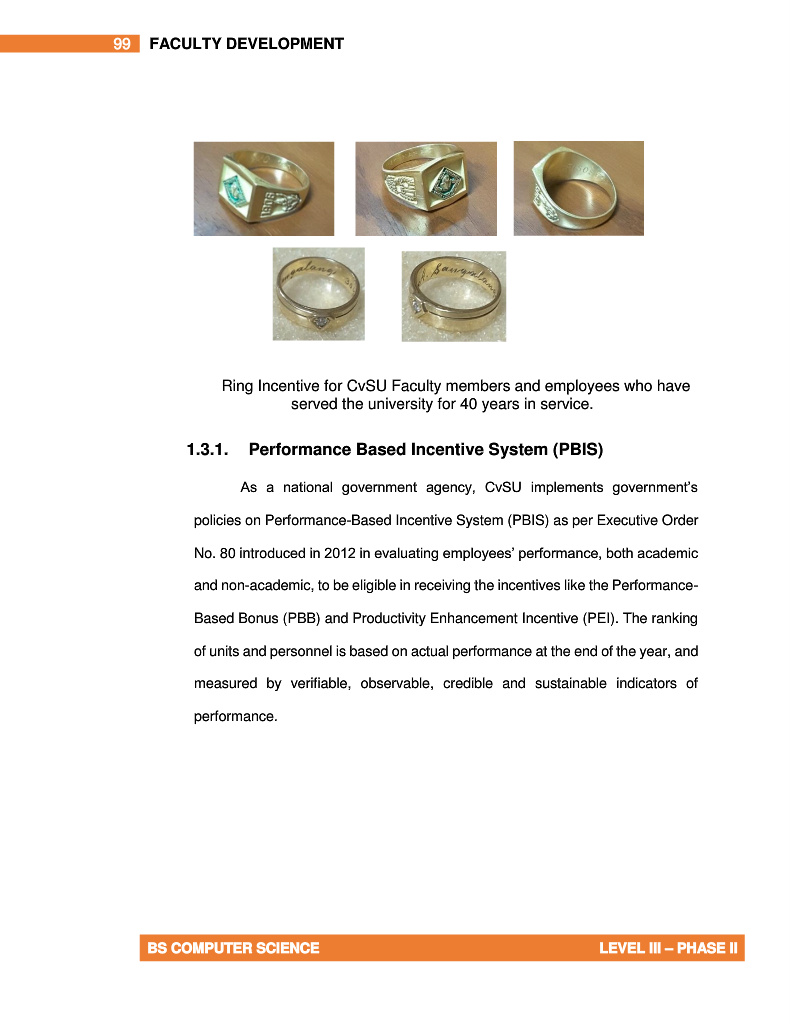 99 FACULTY DEVELOPMENT
1906
Ring Incentive for CvSU Faculty members and employees who have
served the university for 40 years in service.
1.3.1. Performance Based Incentive System (PBIS)
As a national government agency, CvSU implements government's
policies on Performance-Based Incentive System (PBIS) as per Executive Order
No. 80 introduced in 2012 in evaluating employees' performance, both academic
and non-academic, to be eligible in receiving the incentives like the Performance-
Based Bonus (PBB) and Productivity Enhancement Incentive (PEI). The ranking
of units and personnel is based on actual performance at the end of the year, and
measured by verifiable, observable, credible and sustainable indicators of
performance.
BS COMPUTER SCIENCE LEVEL III – PHASE II